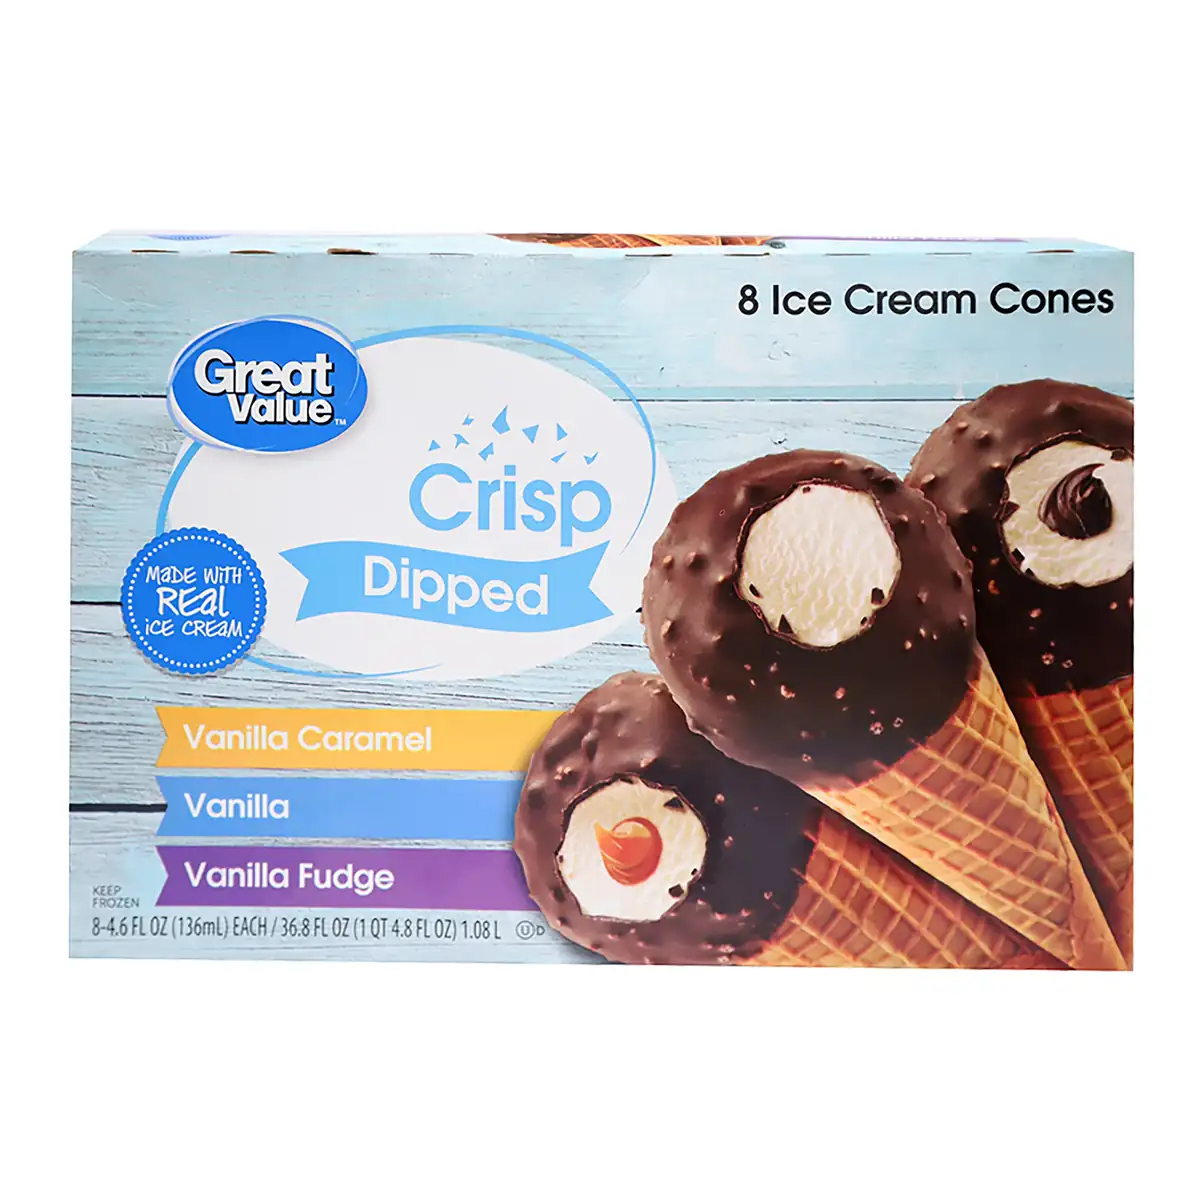 8 Ice Cream Cones
Great
Value™
Crisp
Dipped
MADE WITH
REAL
ICE CREAM
Vanilla Caramel
Vanilla
Vanilla Fudge
KEEP
FROZEN
8-4.6 FL OZ (136mL) EACH / 36.8 FL OZ (1 QT 4.8 FL OZ) 1.08 L ⓊD